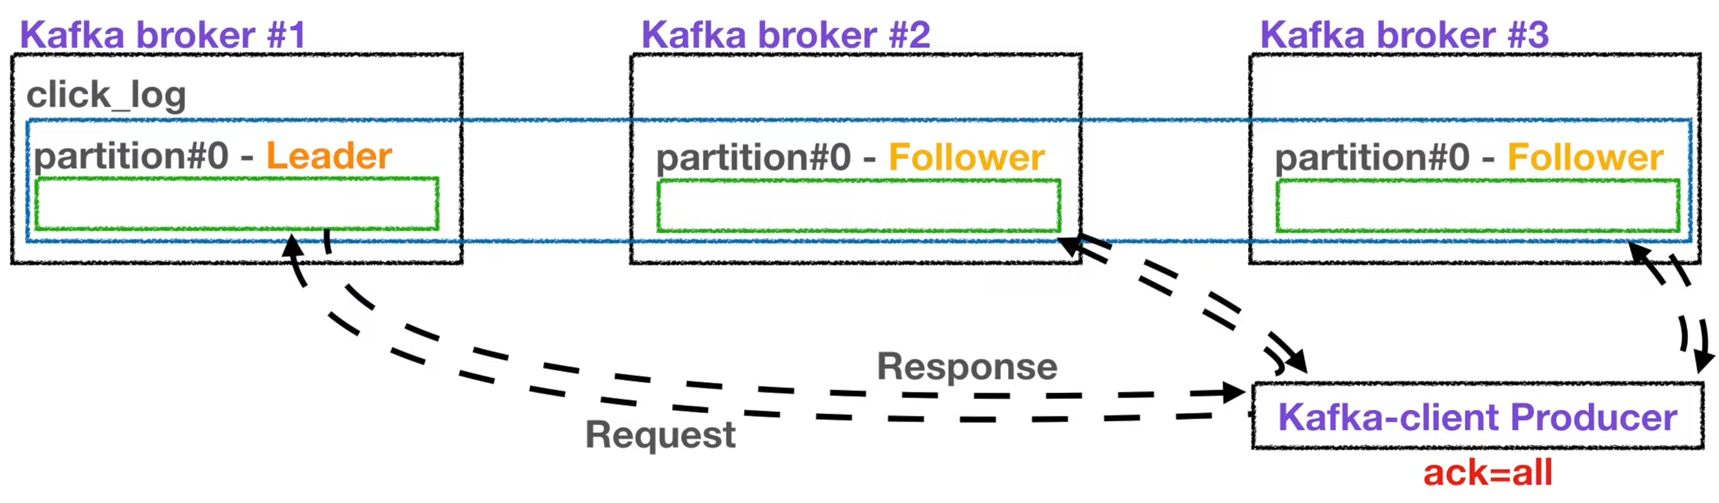 Kafka broker #1
Kafka broker #2
Kafka broker #3
click_log
partition#0 - Leader
partition#0 - Follower
partition#0 - Follower
Response
Request
Kafka-client Producer
ack=all